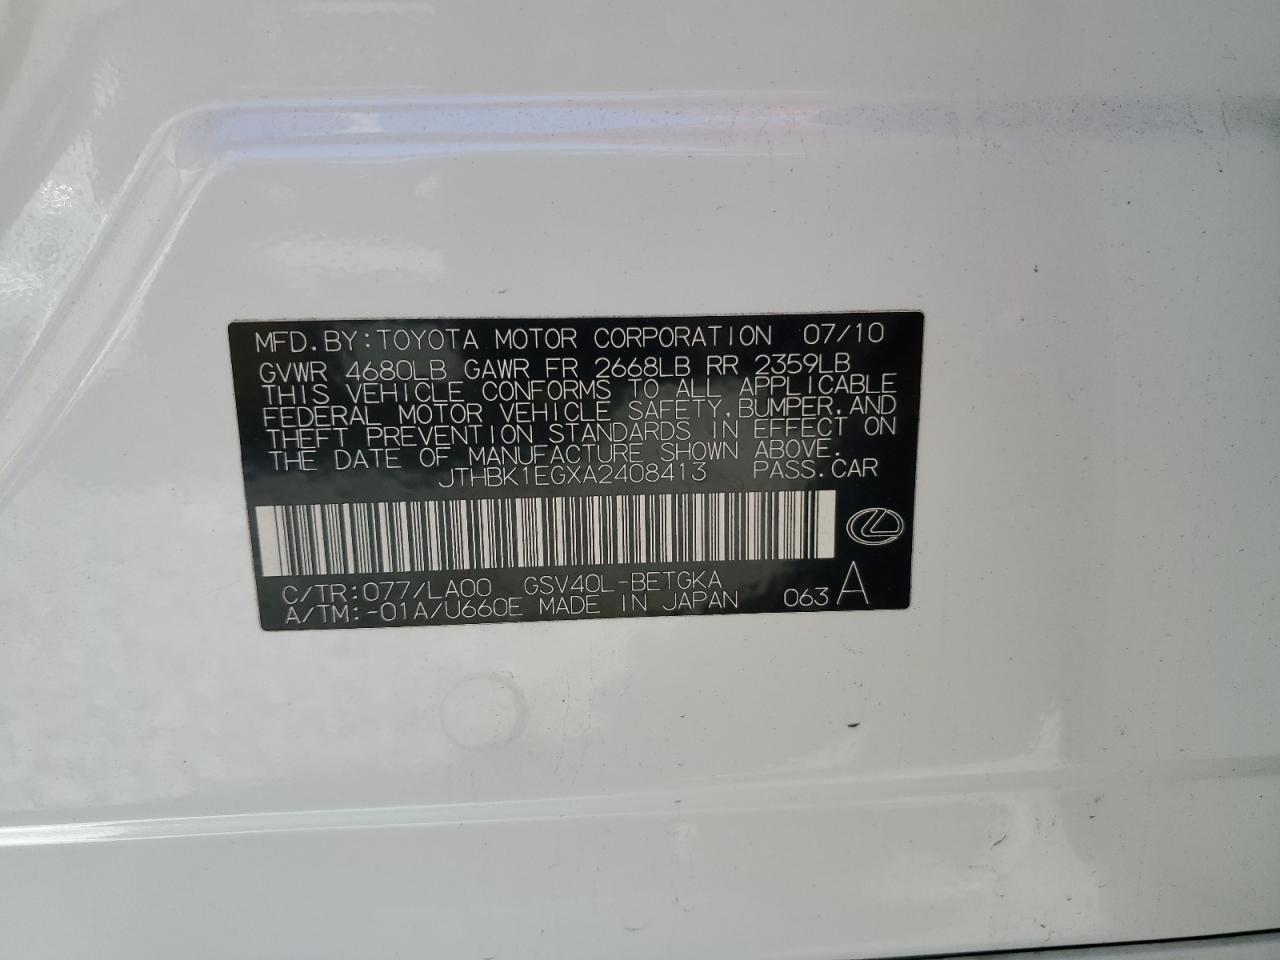 MFD. BY: TOYOTA MOTOR CORPORATION 07/10
GVWR 4680LB GAWR FR 2668LB RR 2359LB
THIS VEHICLE CONFORMS TO ALL APPLICABLE
FEDERAL MOTOR VEHICLE SAFETY, BUMPER, AND
THEFT PREVENTION STANDARDS IN EFFECT ON
THE DATE OF MANUFACTURE SHOWN ABOVE.
JTHBK1EGXA2408413 PASS. CAR
C/TR: 077/LA00 GSV40L-BETGKA
A/TM: -01A/U660E MADE IN JAPAN 063 A